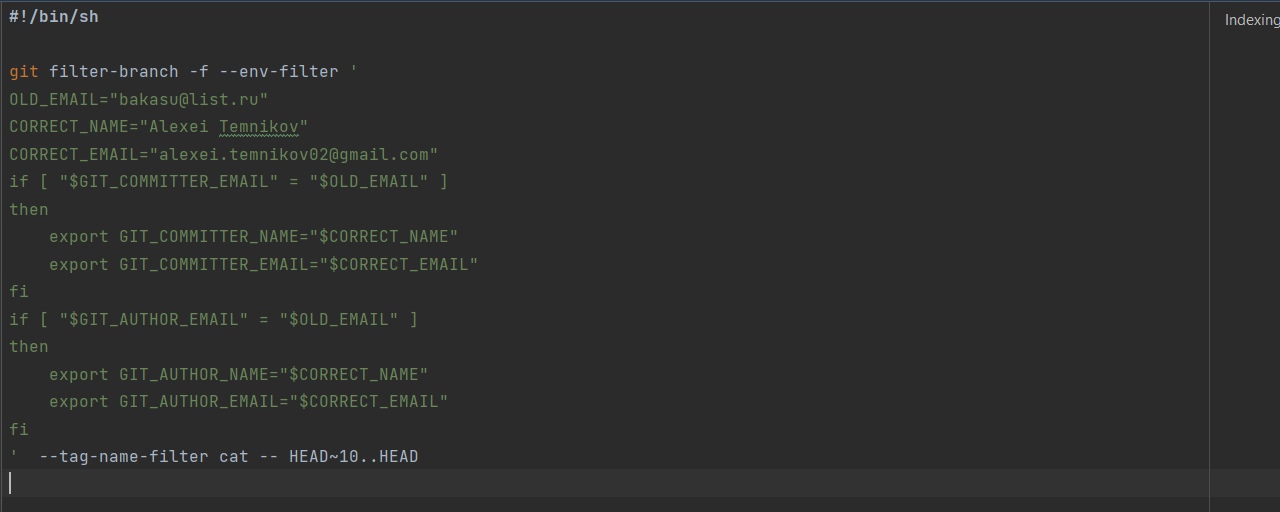 #!/bin/sh
Indexing
git filter-branch -f --env-filter '
OLD_EMAIL="bakasu@list.ru"
CORRECT_NAME="Alexei Temnikov"
CORRECT_EMAIL="alexei.temnikov02@gmail.com"
if [ "$GIT_COMMITTER_EMAIL" = "$OLD_EMAIL" ]
then
    export GIT_COMMITTER_NAME="$CORRECT_NAME"
    export GIT_COMMITTER_EMAIL="$CORRECT_EMAIL"
fi
if [ "$GIT_AUTHOR_EMAIL" = "$OLD_EMAIL" ]
then
    export GIT_AUTHOR_NAME="$CORRECT_NAME"
    export GIT_AUTHOR_EMAIL="$CORRECT_EMAIL"
fi
'  --tag-name-filter cat -- HEAD~10..HEAD